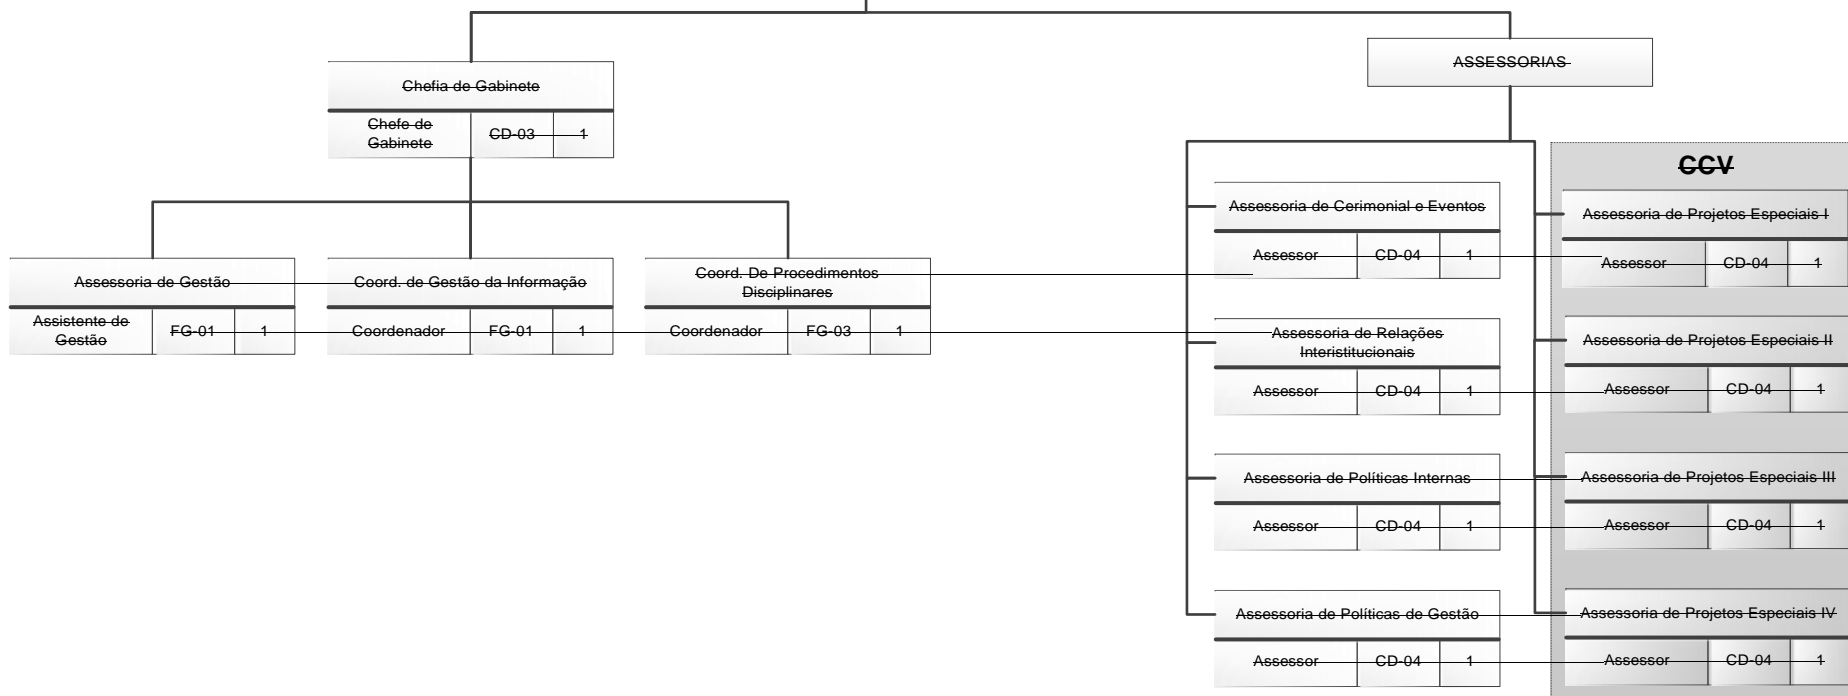 ASSESSORIAS
Chefia de Gabinete
Chefe de
Gabinete
CD-03
1
Assessoria de Gestão
Assistente de
Gestão
FG-01
1
Coord. de Gestão da Informação
Coordenador
FG-01
1
Coord. De Procedimentos
Disciplinares
Coordenador
FG-03
1
Assessoria de Cerimonial e Eventos
Assessor
CD-04
1
Assessoria de Relações
Interistitucionais
Assessor
CD-04
1
Assessoria de Políticas Internas
Assessor
CD-04
1
Assessoria de Políticas de Gestão
Assessor
CD-04
1
CCV
Assessoria de Projetos Especiais I
Assessor
CD-04
1
Assessoria de Projetos Especiais II
Assessor
CD-04
1
Assessoria de Projetos Especiais III
Assessor
CD-04
1
Assessoria de Projetos Especiais IV
Assessor
CD-04
1